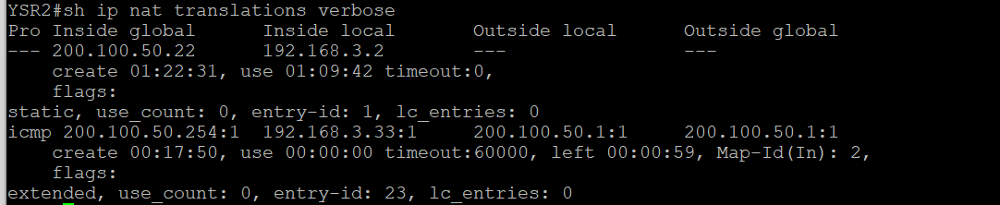 YSR2#sh ip nat translations verbose
Pro Inside global      Inside local       Outside local      Outside global
--- 200.100.50.22      192.168.3.2        ---                ---
    create 01:22:31, use 01:09:42 timeout:0,
    flags:
static, use_count: 0, entry-id: 1, lc_entries: 0
icmp 200.100.50.254:1  192.168.3.33:1     200.100.50.1:1     200.100.50.1:1
    create 00:17:50, use 00:00:00 timeout:60000, left 00:00:59, Map-Id(In): 2,
    flags:
extended, use_count: 0, entry-id: 23, lc_entries: 0